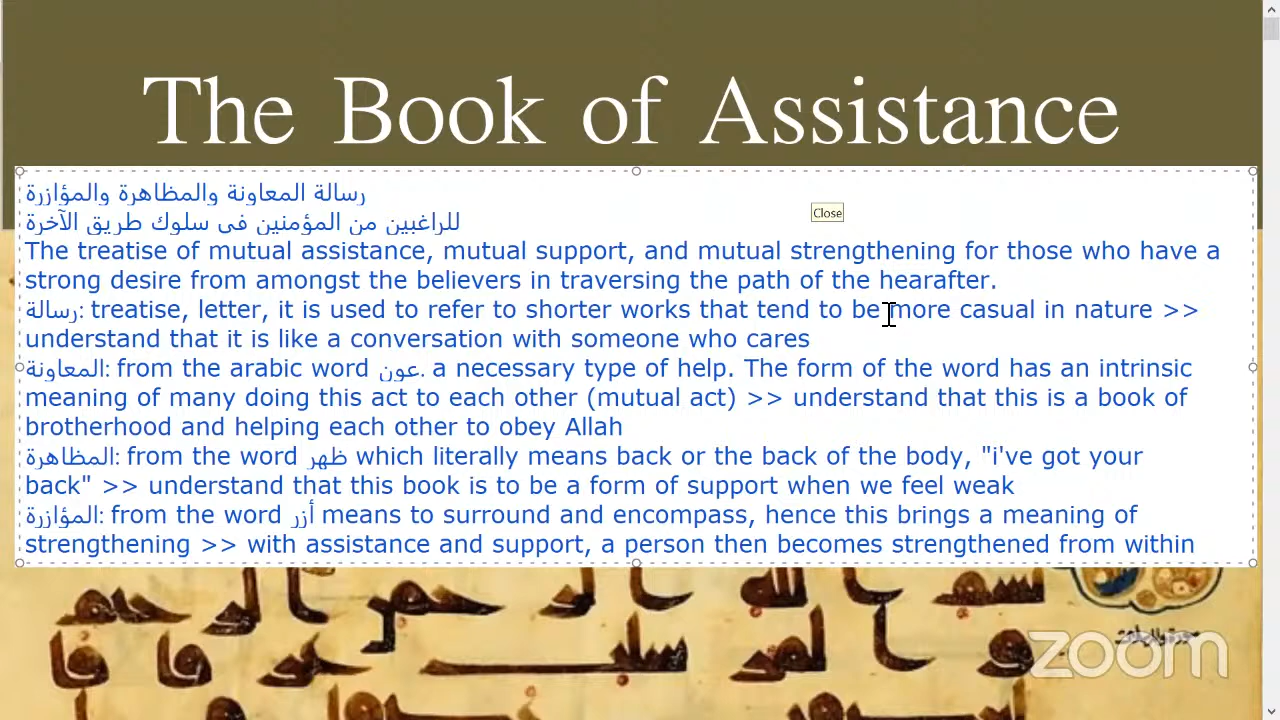 The Book of Assistance
رسالة المعاونة والمظاهرة والمؤازرة
للراغبين من المؤمنين في سلوك طريق الآخرة
Close
The treatise of mutual assistance, mutual support, and mutual strengthening for those who have a
strong desire from amongst the believers in traversing the path of the hearafter.
رسالة: treatise, letter, it is used to refer to shorter works that tend to be more casual in nature >>
understand that it is like a conversation with someone who cares
المعاونة: from the arabic word عون. a necessary type of help. The form of the word has an intrinsic
meaning of many doing this act to each other (mutual act) >> understand that this is a book of
brotherhood and helping each other to obey Allah
المظاهرة: from the word ظهر which literally means back or the back of the body, "i've got your
back" >> understand that this book is to be a form of support when we feel weak
المؤازرة: from the word أزر means to surround and encompass, hence this brings a meaning of
strengthening >> with assistance and support, a person then becomes strengthened from within
zoom